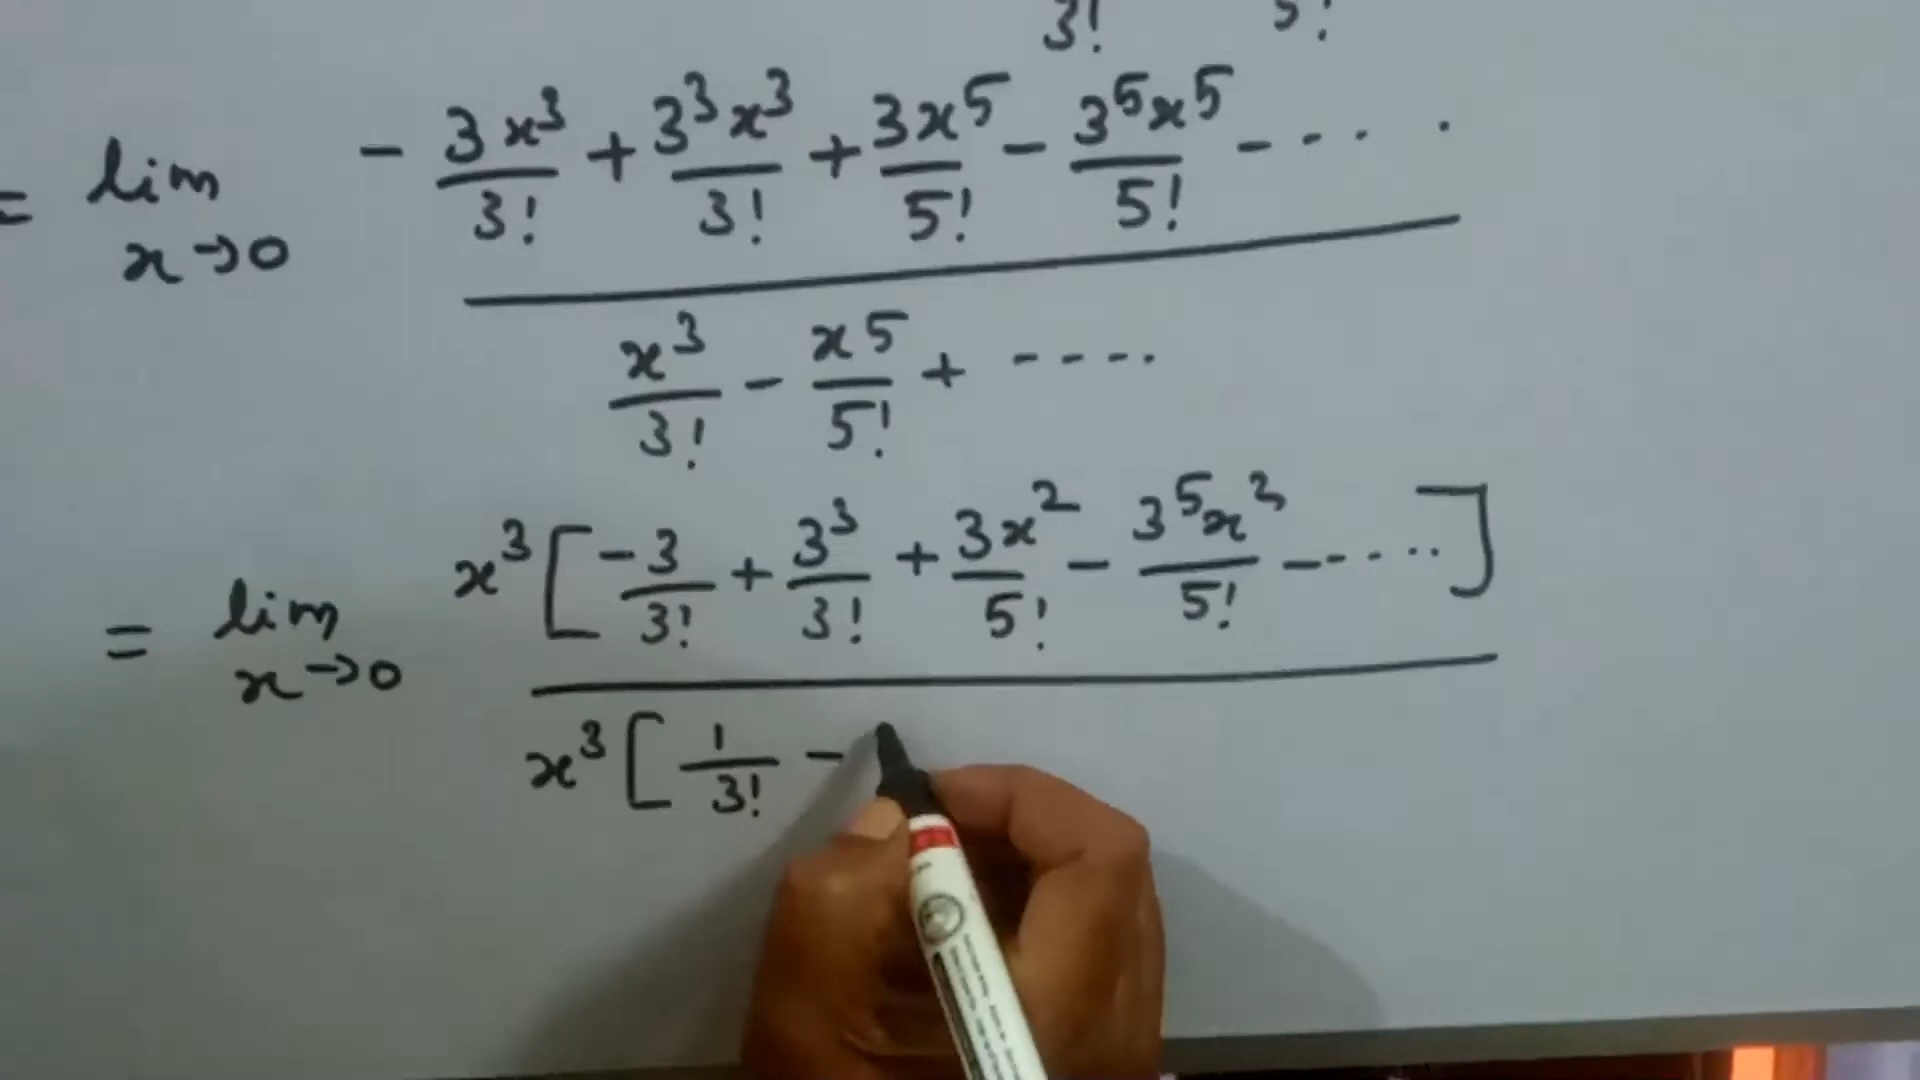 3! 5!
= lim x→0 (- 3x³/3! + 3³x³/3! + 3x⁵/5! - 3⁵x⁵/5! - ....) / (x³/3! - x⁵/5! + ....)
= lim x→0 x³[-3/3! + 3³/3! + 3x²/5! - 3⁵x²/5! - ....] / x³[1/3! -